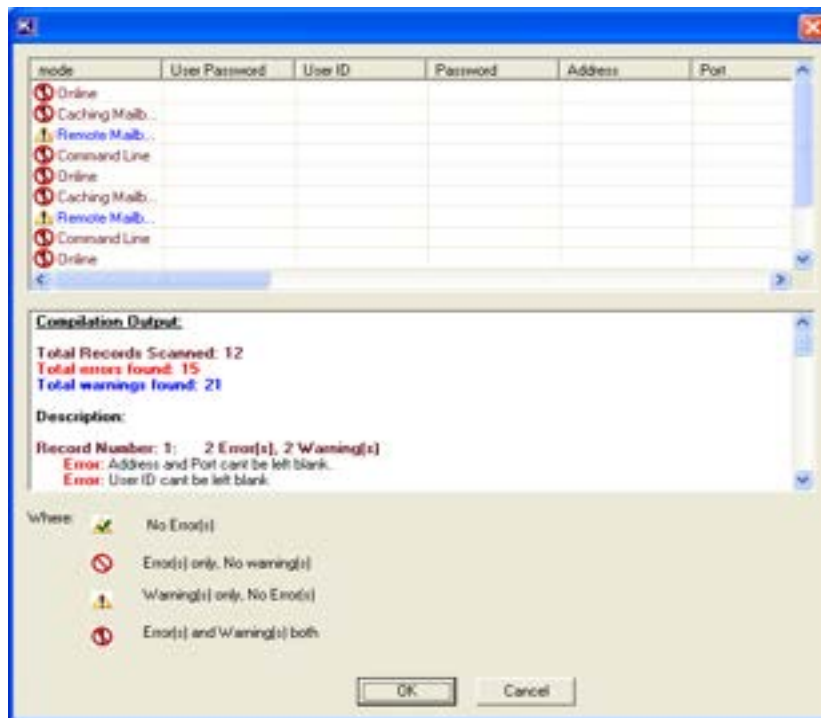 mode User Password User ID Password Address Port
Online
Caching Mailb...
Remote Mailb...
Command Line
Online
Caching Mailb...
Remote Mailb...
Command Line
Online
Compilation Output:
Total Records Scanned: 12
Total errors found: 15
Total warnings found: 21
Description:
Record Number: 1: 2 Error(s), 2 Warning(s)
Error: Address and Port cant be left blank.
Error: User ID cant be left blank
Where:
No Error(s)
Error(s) only, No warning(s)
Warning(s) only, No Error(s)
Error(s) and Warning(s) both
OK Cancel